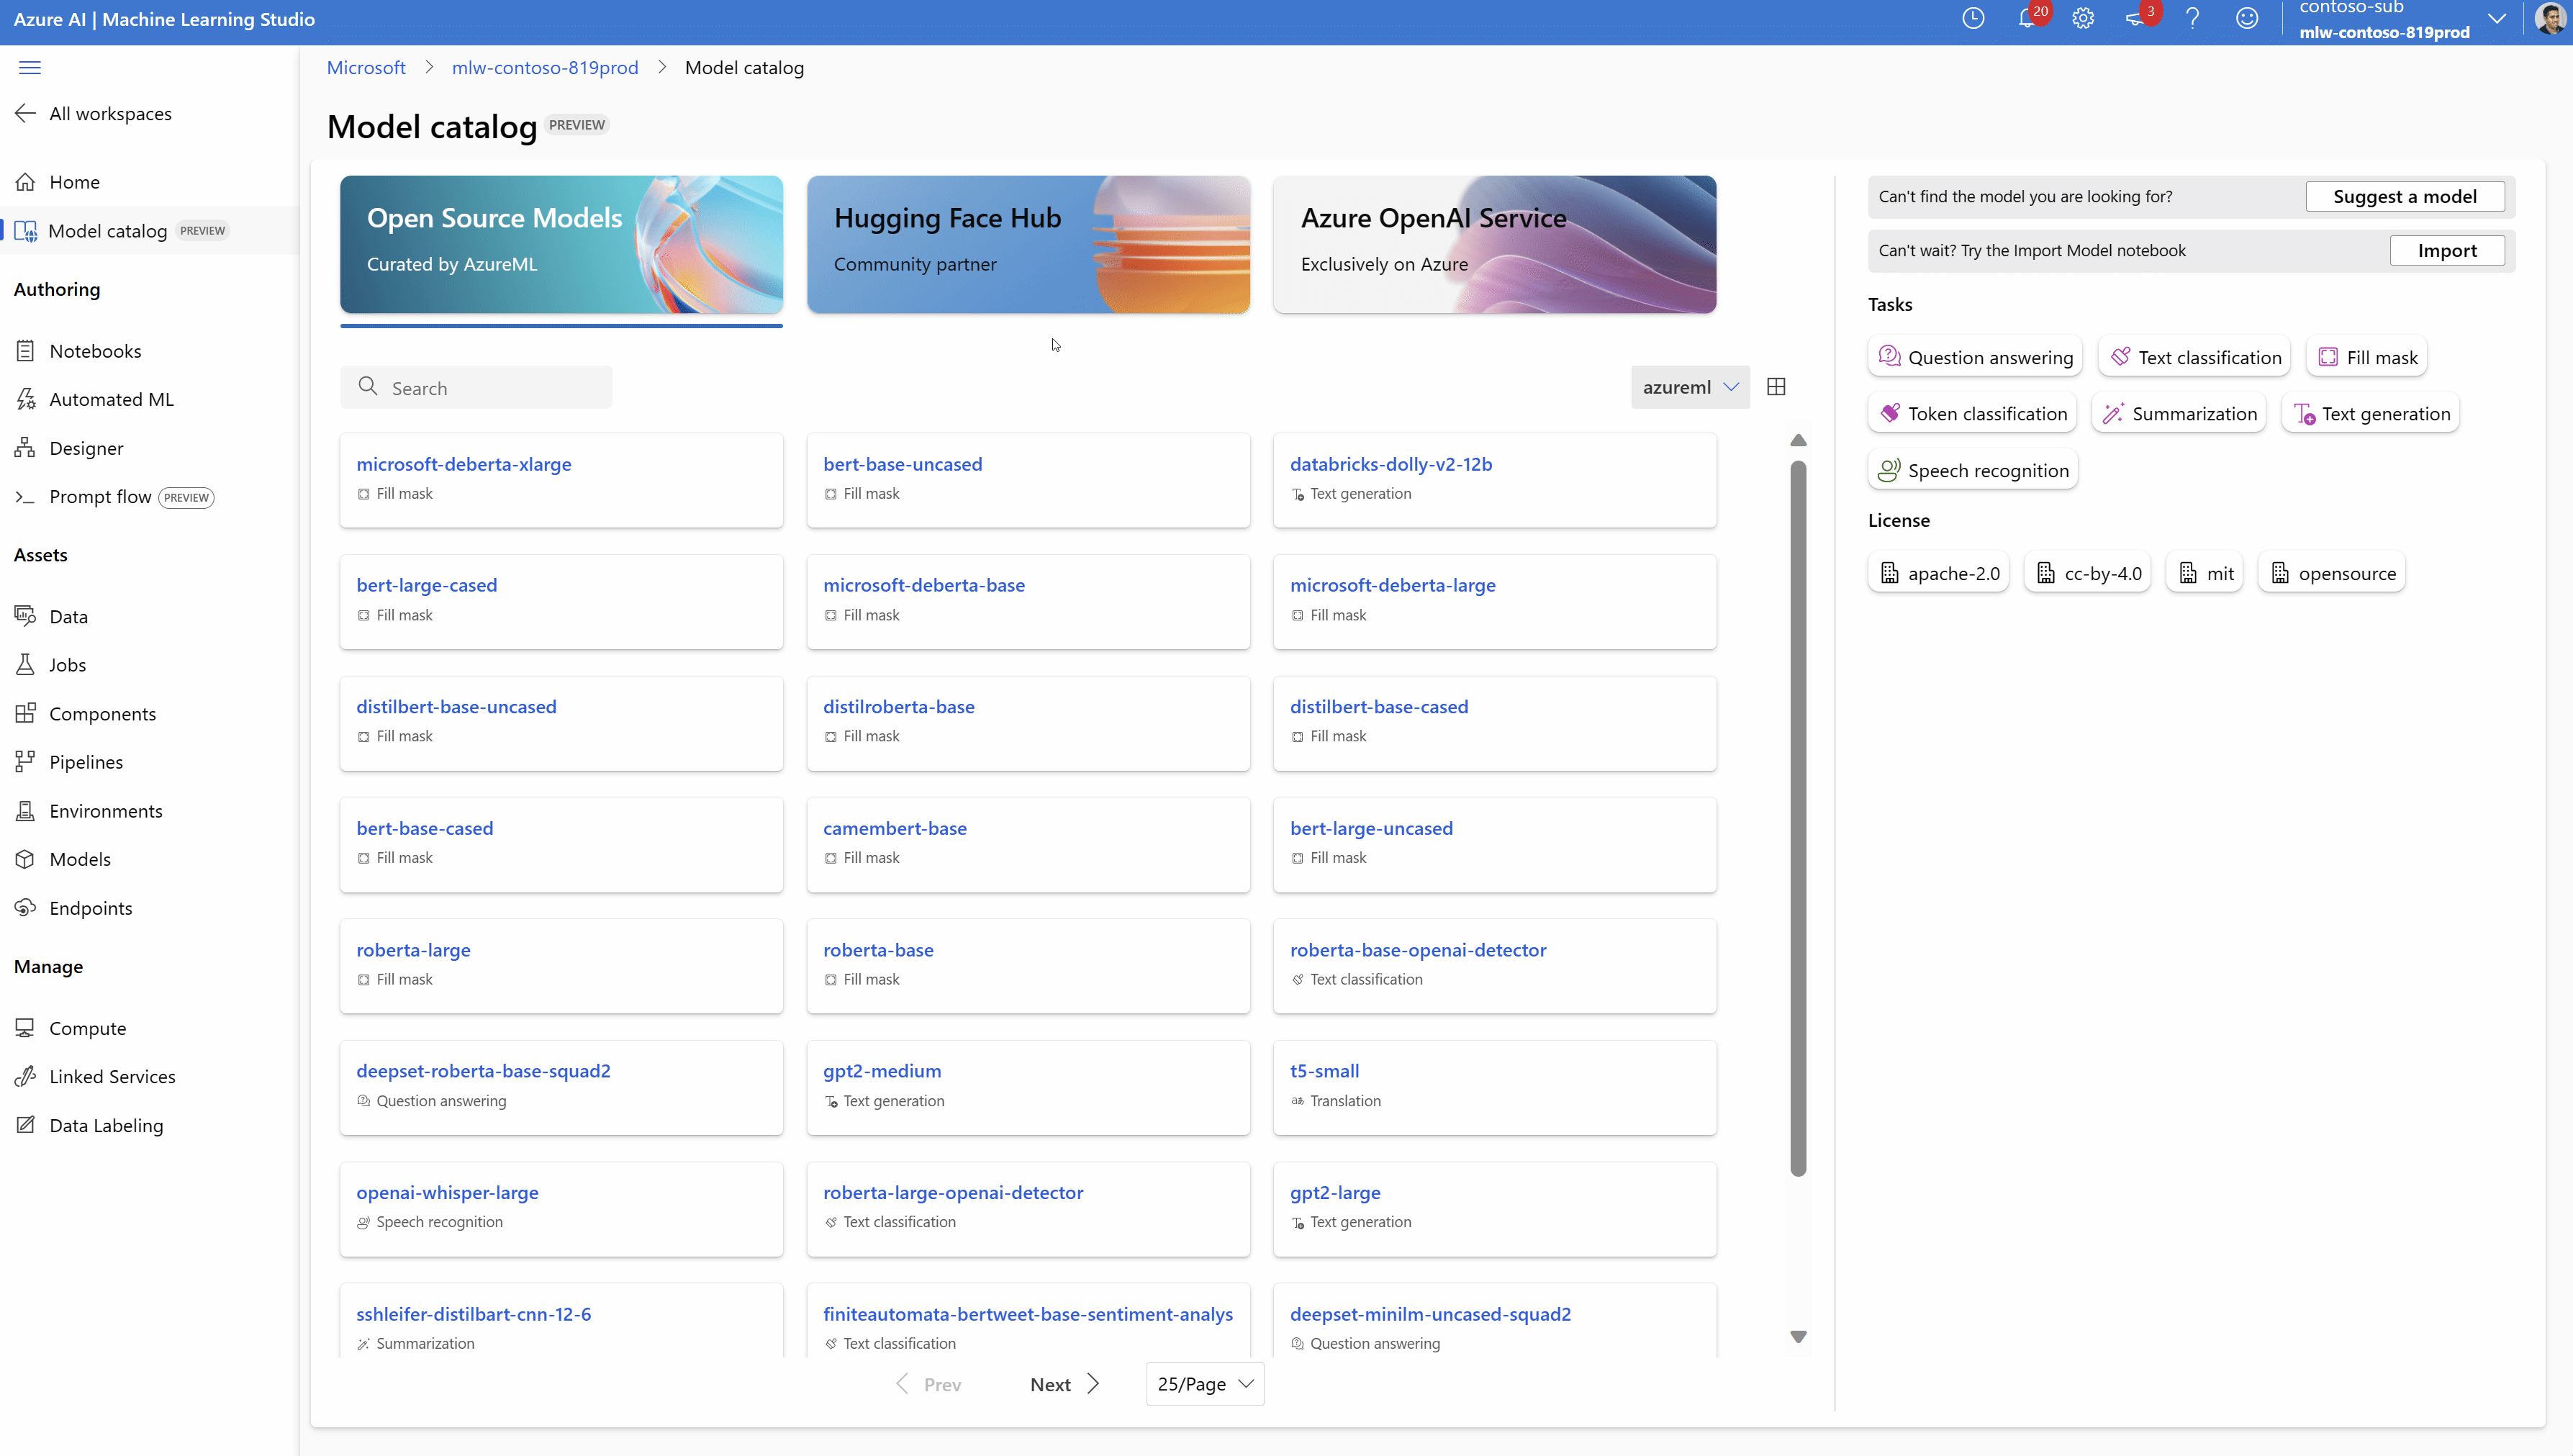 Azure AI | Machine Learning Studio
20
3
contoso-sub
mlw-contoso-819prod
All workspaces
Home
Model catalog PREVIEW
Authoring
Notebooks
Automated ML
Designer
Prompt flow PREVIEW
Assets
Data
Jobs
Components
Pipelines
Environments
Models
Endpoints
Manage
Compute
Linked Services
Data Labeling
Microsoft > mlw-contoso-819prod > Model catalog
Model catalog PREVIEW
Open Source Models
Curated by AzureML
Hugging Face Hub
Community partner
Azure OpenAI Service
Exclusively on Azure
Search
azureml
microsoft-deberta-xlarge
Fill mask
bert-base-uncased
Fill mask
databricks-dolly-v2-12b
Text generation
bert-large-cased
Fill mask
microsoft-deberta-base
Fill mask
microsoft-deberta-large
Fill mask
distilbert-base-uncased
Fill mask
distilroberta-base
Fill mask
distilbert-base-cased
Fill mask
bert-base-cased
Fill mask
camembert-base
Fill mask
bert-large-uncased
Fill mask
roberta-large
Fill mask
roberta-base
Fill mask
roberta-base-openai-detector
Text classification
deepset-roberta-base-squad2
Question answering
gpt2-medium
Text generation
t5-small
Translation
openai-whisper-large
Speech recognition
roberta-large-openai-detector
Text classification
gpt2-large
Text generation
sshleifer-distilbart-cnn-12-6
Summarization
finiteautomata-bertweet-base-sentiment-analys
Text classification
deepset-minilm-uncased-squad2
Question answering
Prev
Next
25/Page
Can't find the model you are looking for?
Suggest a model
Can't wait? Try the Import Model notebook
Import
Tasks
Question answering
Text classification
Fill mask
Token classification
Summarization
Text generation
Speech recognition
License
apache-2.0
cc-by-4.0
mit
opensource